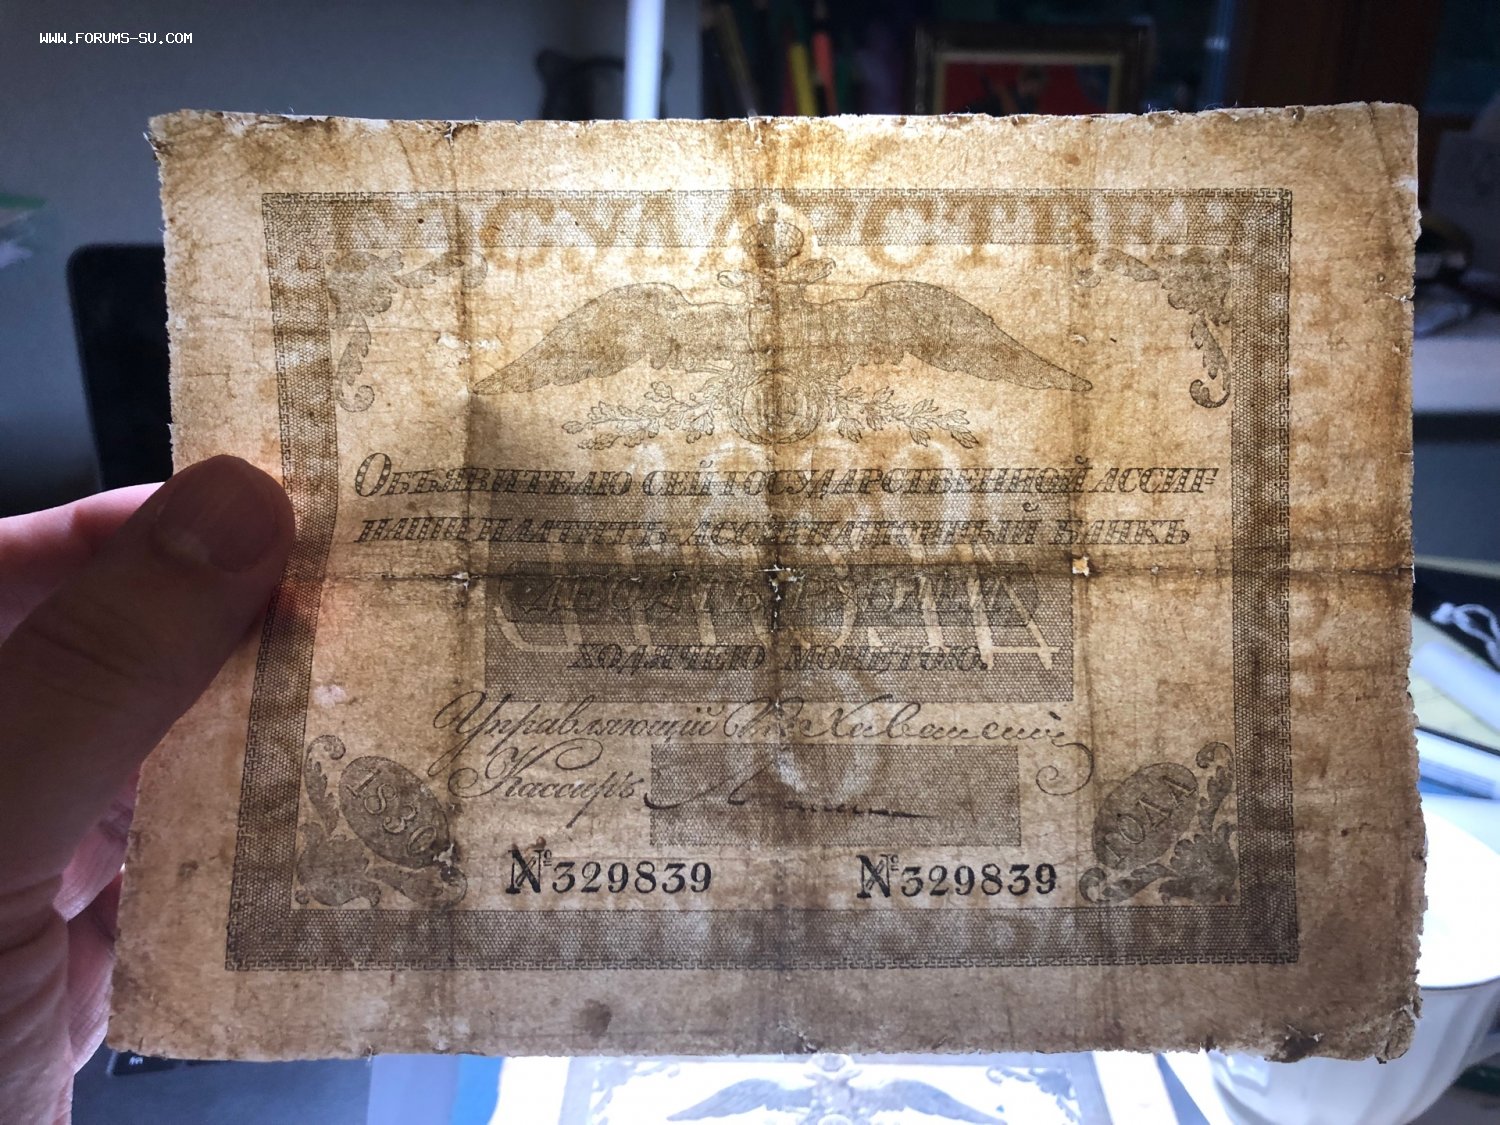 WWW.FORUMS-SU.COM
ГОСУДАРСТВЕН
Объявителю сей государственной ассиг=
нации платитъ ассигнацiонный банкъ
ДЕСЯТЬ РУБЛЕЙ
ХОДЯЧЕЮ МОНЕТОЮ.
Управляющiй
Кассиръ
1830 ГОДА
№329839 №329839